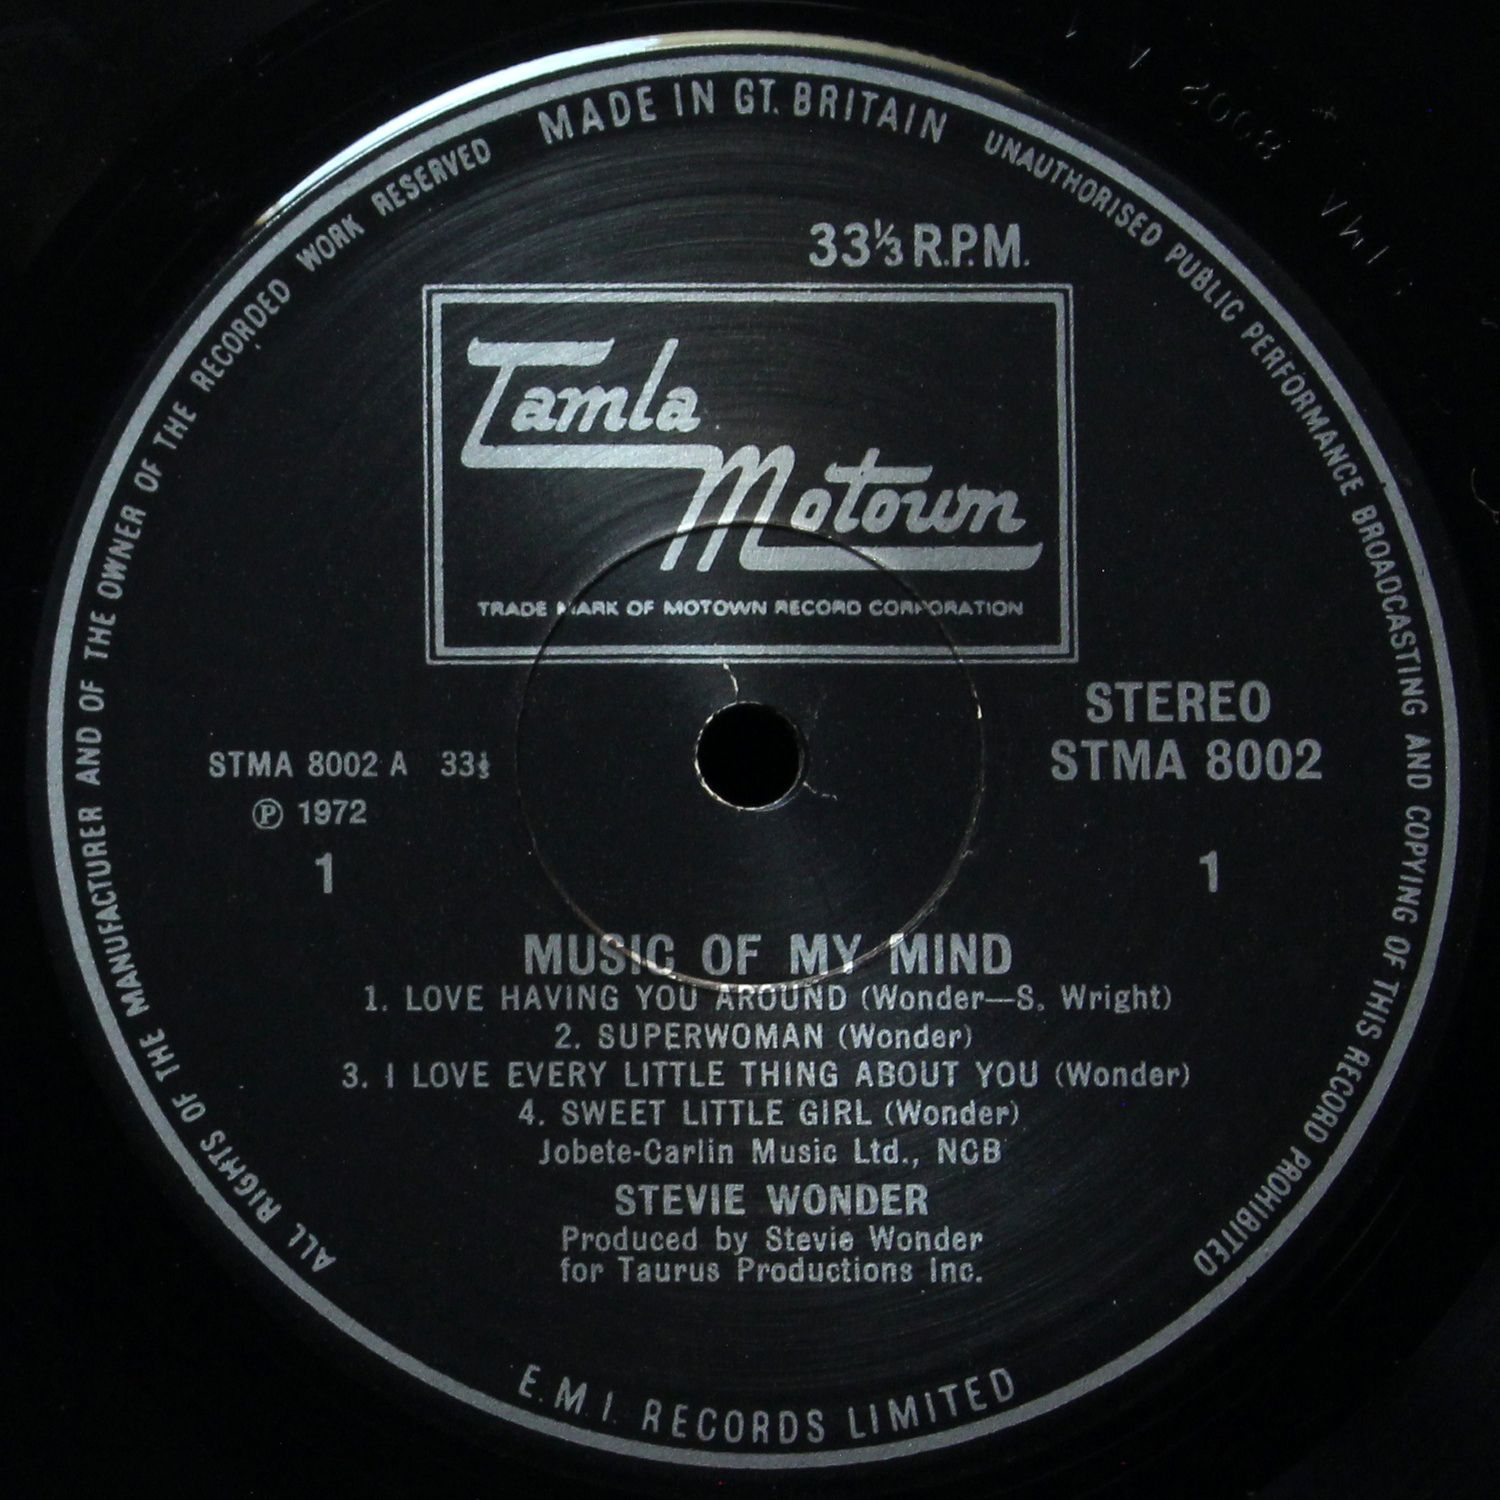 MADE IN GT. BRITAIN
UNAUTHORISED PUBLIC PERFORMANCE BROADCASTING AND COPYING OF THIS RECORD PROHIBITED
ALL RIGHTS OF THE MANUFACTURER AND OF THE OWNER OF THE RECORDED WORK RESERVED
33⅓ R.P.M.
Tamla
Motown
TRADE MARK OF MOTOWN RECORD CORPORATION
STEREO
STMA 8002
STMA 8002 A 33⅓
Ⓟ 1972
1
1
MUSIC OF MY MIND
1. LOVE HAVING YOU AROUND (Wonder—S. Wright)
2. SUPERWOMAN (Wonder)
3. I LOVE EVERY LITTLE THING ABOUT YOU (Wonder)
4. SWEET LITTLE GIRL (Wonder)
Jobete-Carlin Music Ltd., NCB
STEVIE WONDER
Produced by Stevie Wonder
for Taurus Productions Inc.
E.M.I. RECORDS LIMITED